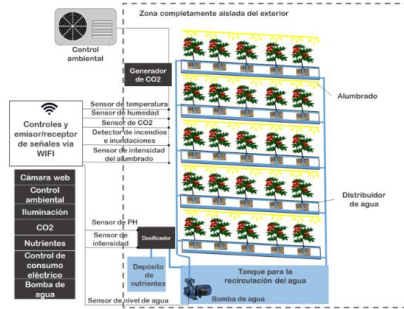 Zona completamente aislada del exterior
Control
ambiental
Generador
de CO2
Alumbrado
Sensor de temperatura
Sensor de humedad
Sensor de CO2
Detector de incendios
e inundaciones
Sensor de intensidad
del alumbrado
Controles y
emisor/receptor
de señales vía
WIFI
Cámara web
Control
ambiental
Iluminación
CO2
Nutrientes
Control de
consumo
eléctrico
Bomba de
agua
Distribuidor
de agua
Sensor de PH
Sensor de
intensidad
Dosificador
Depósito
de
nutrientes
Tanque para la
recirculación del agua
Bomba de agua
Sensor de nivel de agua